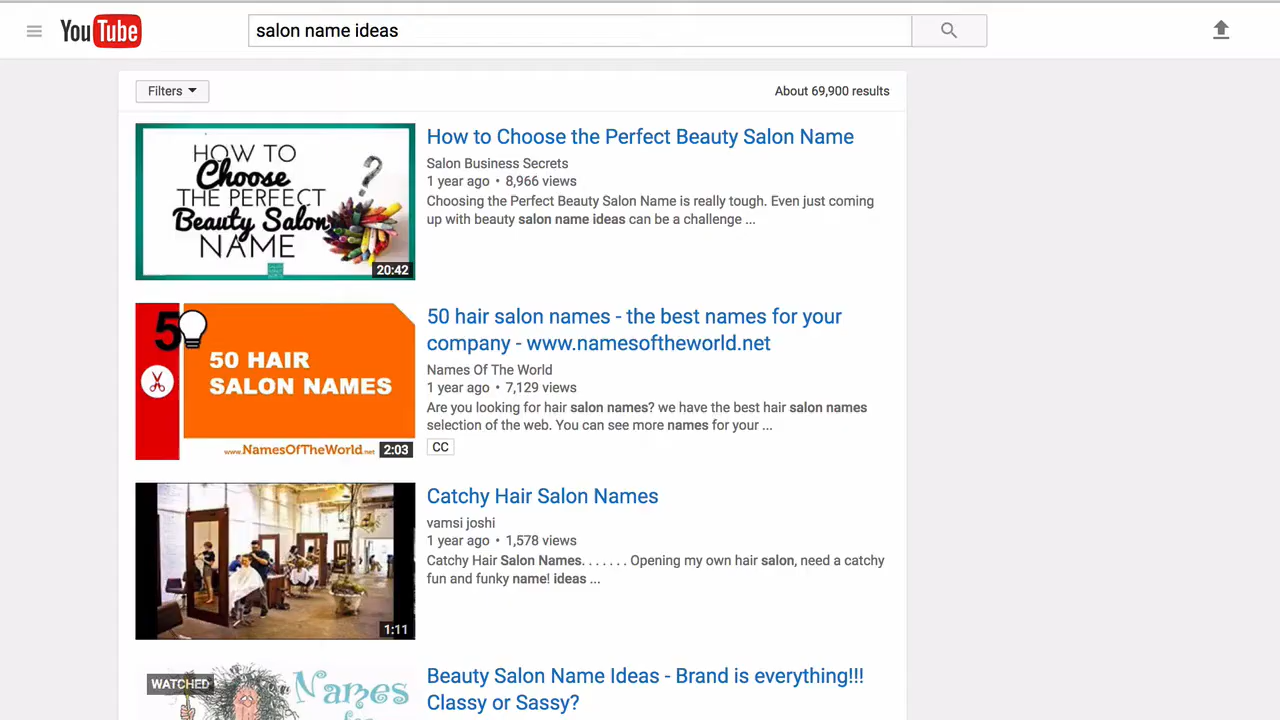 YouTube
salon name ideas
Filters
About 69,900 results
HOW TO
Choose
THE PERFECT
Beauty Salon
NAME
?
20:42
How to Choose the Perfect Beauty Salon Name
Salon Business Secrets
1 year ago • 8,966 views
Choosing the Perfect Beauty Salon Name is really tough. Even just coming
up with beauty salon name ideas can be a challenge ...
5
50 HAIR
SALON NAMES
www.NamesOfTheWorld.net
2:03
50 hair salon names - the best names for your
company - www.namesoftheworld.net
Names Of The World
1 year ago • 7,129 views
Are you looking for hair salon names? we have the best hair salon names
selection of the web. You can see more names for your ...
CC
1:11
Catchy Hair Salon Names
vamsi joshi
1 year ago • 1,578 views
Catchy Hair Salon Names. . . . . . . Opening my own hair salon, need a catchy
fun and funky name! ideas ...
WATCHED
Names
Beauty Salon Name Ideas - Brand is everything!!!
Classy or Sassy?